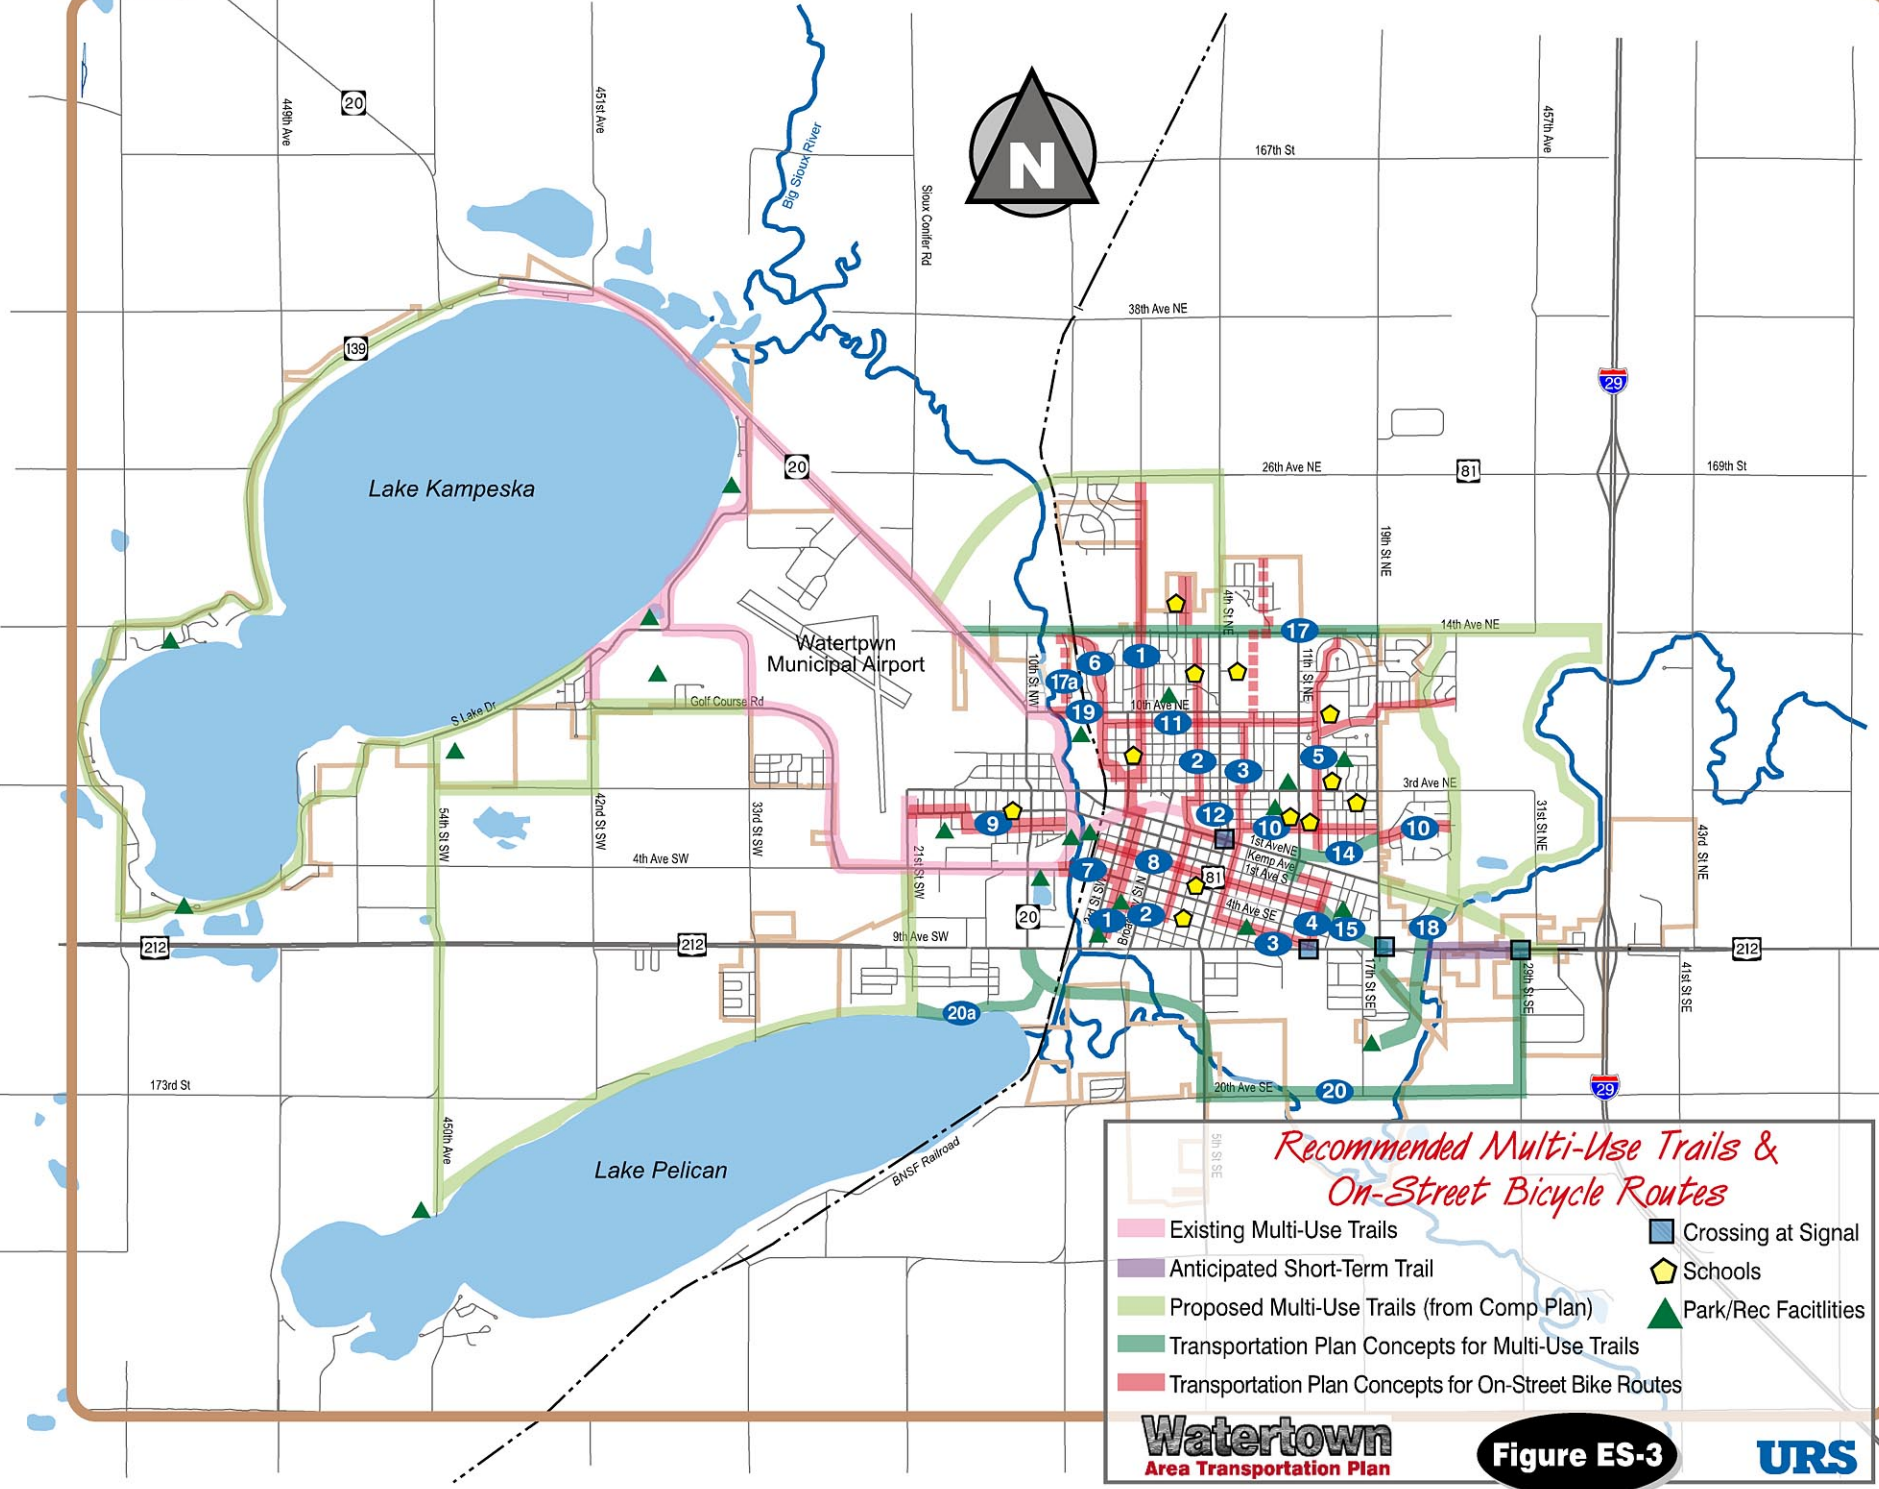 20
449th Ave
451st Ave
Big Sioux River
Sioux Conifer Rd
N
167th St
457th Ave
38th Ave NE
139
29
20
26th Ave NE
81
169th St
Lake Kampeska
19th St NE
4th St NE
17
14th Ave NE
Watertpwn
Municipal Airport
10th St NW
6
1
11th St NE
17a
Golf Course Rd
S Lake Dr
19
10th Ave NE
11
2
3
5
3rd Ave NE
54th St SW
42nd St SW
33rd St SW
9
12
10
10
31st St NE
43rd St NE
4th Ave SW
21st St SW
1st AveNE
Kemp Ave
1st Ave S
14
7
8
81
20
1
2
4th Ave SE
3
4
15
18
9th Ave SW
212
212
212
17th St SE
29th St SE
41st St SE
20a
173rd St
20th Ave SE
20
29
450th Ave
BNSF Railroad
Lake Pelican
5th St SE
Recommended Multi-Use Trails &
On-Street Bicycle Routes
Existing Multi-Use Trails
Anticipated Short-Term Trail
Proposed Multi-Use Trails (from Comp Plan)
Transportation Plan Concepts for Multi-Use Trails
Transportation Plan Concepts for On-Street Bike Routes
Crossing at Signal
Schools
Park/Rec Facitlities
Watertown
Area Transportation Plan
Figure ES-3
URS